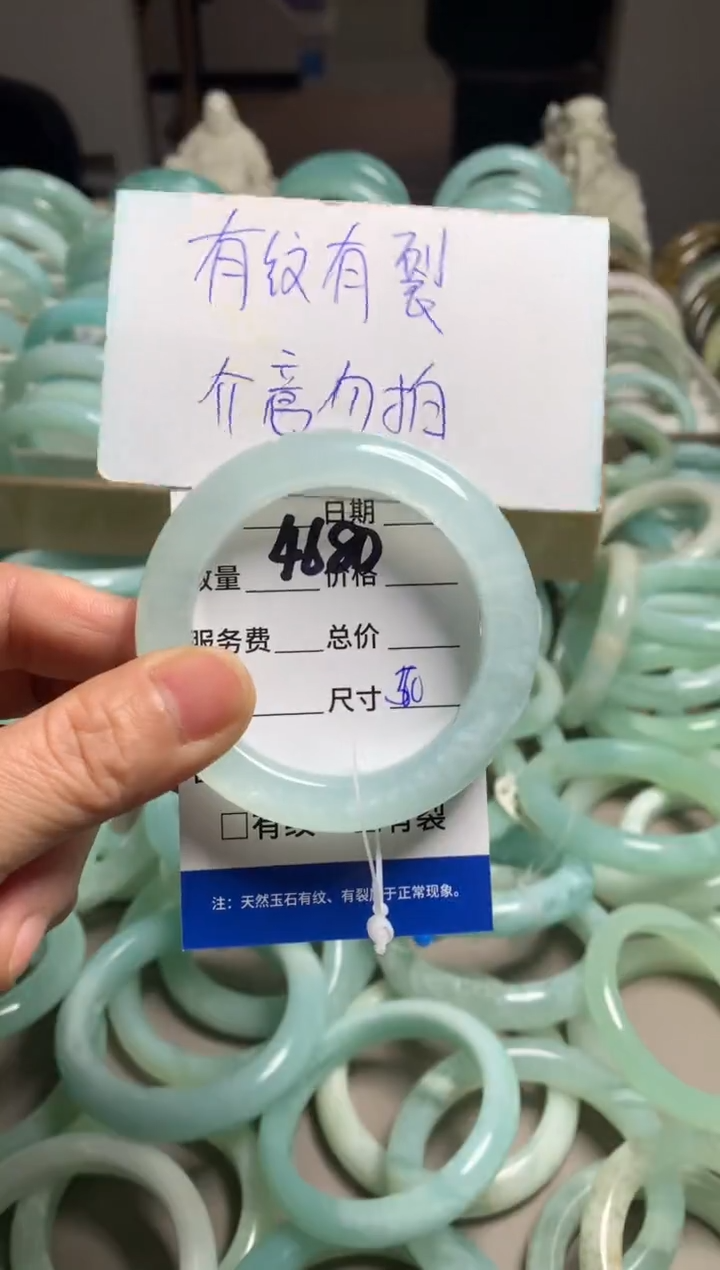 有纹有裂
介意勿拍
日期
4680
数量 价格
服务费 总价
尺寸
□有纹 有裂
注：天然玉石有纹、有裂属于正常现象。